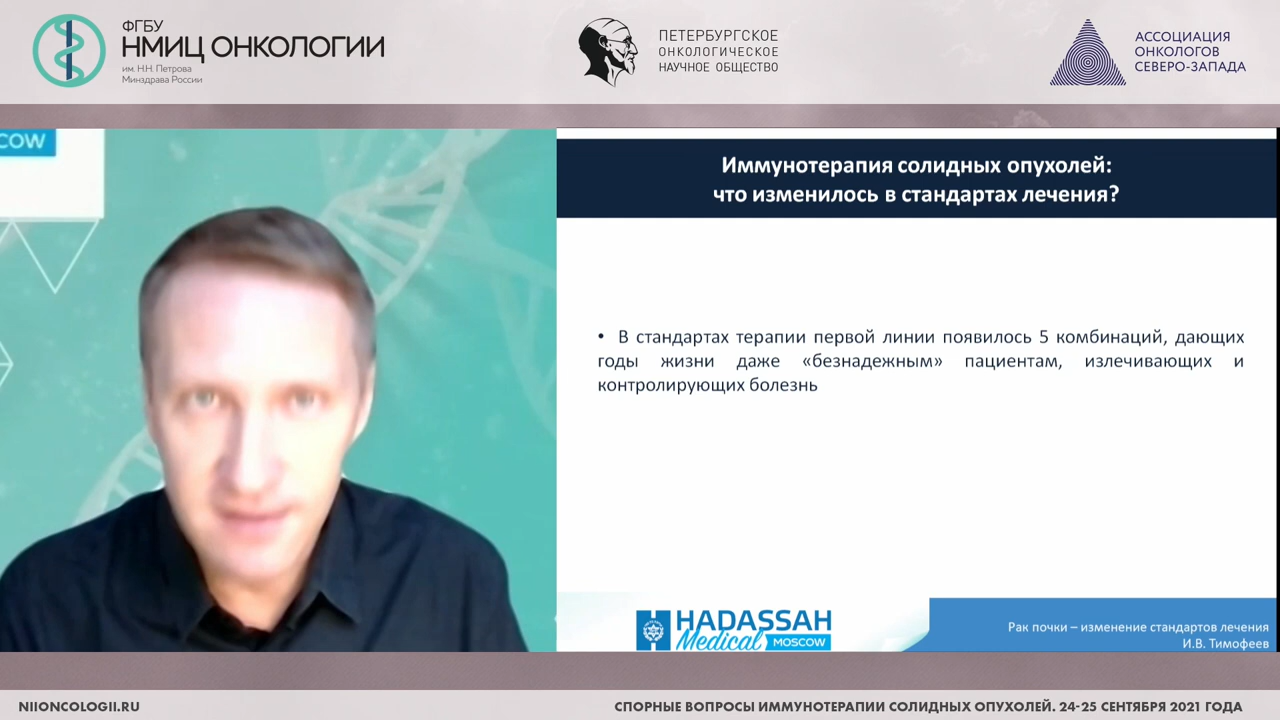 ФГБУ
НМИЦ ОНКОЛОГИИ
им. Н.Н. Петрова
Минздрава России
ПЕТЕРБУРГСКОЕ
ОНКОЛОГИЧЕСКОЕ
НАУЧНОЕ ОБЩЕСТВО
АССОЦИАЦИЯ
ОНКОЛОГОВ
СЕВЕРО-ЗАПАДА
COW
Иммунотерапия солидных опухолей:
что изменилось в стандартах лечения?
• В стандартах терапии первой линии появилось 5 комбинаций, дающих
годы жизни даже «безнадежным» пациентам, излечивающих и
контролирующих болезнь
HADASSAH
Medical MOSCOW
Рак почки – изменение стандартов лечения
И.В. Тимофеев
NIIONCOLOGII.RU
СПОРНЫЕ ВОПРОСЫ ИММУНОТЕРАПИИ СОЛИДНЫХ ОПУХОЛЕЙ. 24-25 СЕНТЯБРЯ 2021 ГОДА